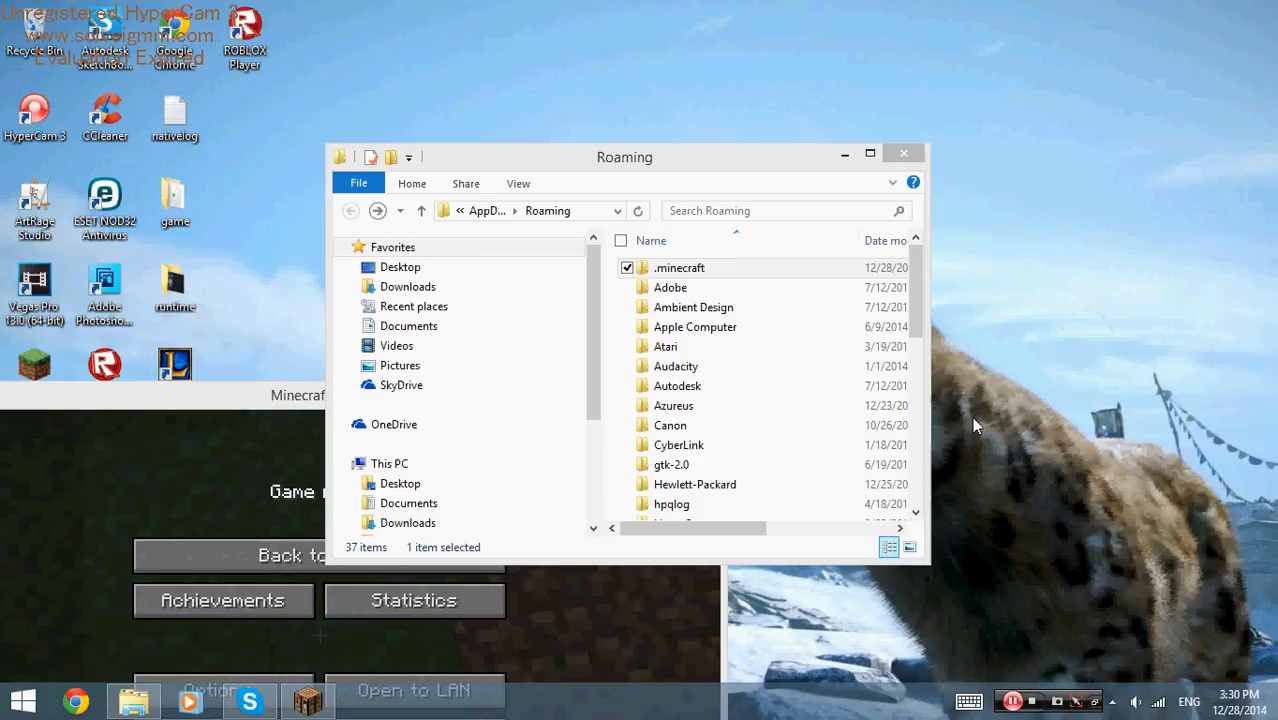 Unregistered HyperCam 3
www.solveigmm.com
Evaluation Expired
Recycle Bin
Autodesk
SketchBo...
Google
Chrome
ROBLOX
Player
HyperCam 3
CCleaner
nativelog
ArtRage
Studio
ESET NOD32
Antivirus
game
Vegas Pro
13.0 (64-bit)
Adobe
Photosho...
runtime
Roaming
File
Home
Share
View
« AppD...
Roaming
Search Roaming
Favorites
Desktop
Downloads
Recent places
Documents
Videos
Pictures
SkyDrive
OneDrive
This PC
Desktop
Documents
Downloads
Name
Date mo
.minecraft 12/28/20
Adobe 7/12/201
Ambient Design 7/12/201
Apple Computer 6/9/2014
Atari 3/19/201
Audacity 1/1/2014
Autodesk 7/12/201
Azureus 12/23/20
Canon 10/26/20
CyberLink 1/18/201
gtk-2.0 6/19/201
Hewlett-Packard 12/25/20
hpqlog 4/18/201
37 items
1 item selected
Minecraf
Game
Back to
Achievements
Statistics
Option
Open to LAN
ENG
3:30 PM
12/28/2014